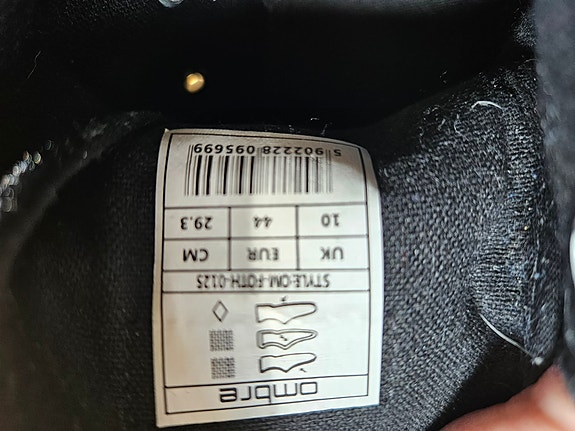 ombre
STYLE:OM-FOTH-0125
UK EUR CM
10 44 29.3
5 902228 095699